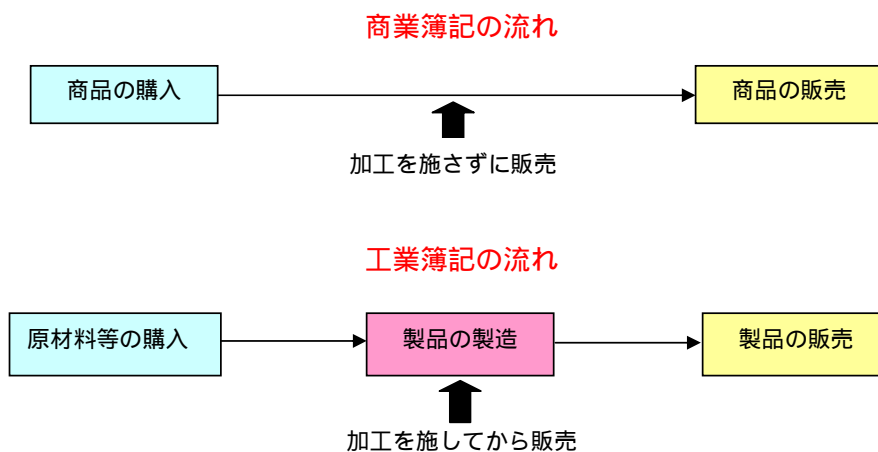 商業簿記の流れ
商品の購入
商品の販売
加工を施さずに販売
工業簿記の流れ
原材料等の購入
製品の製造
製品の販売
加工を施してから販売